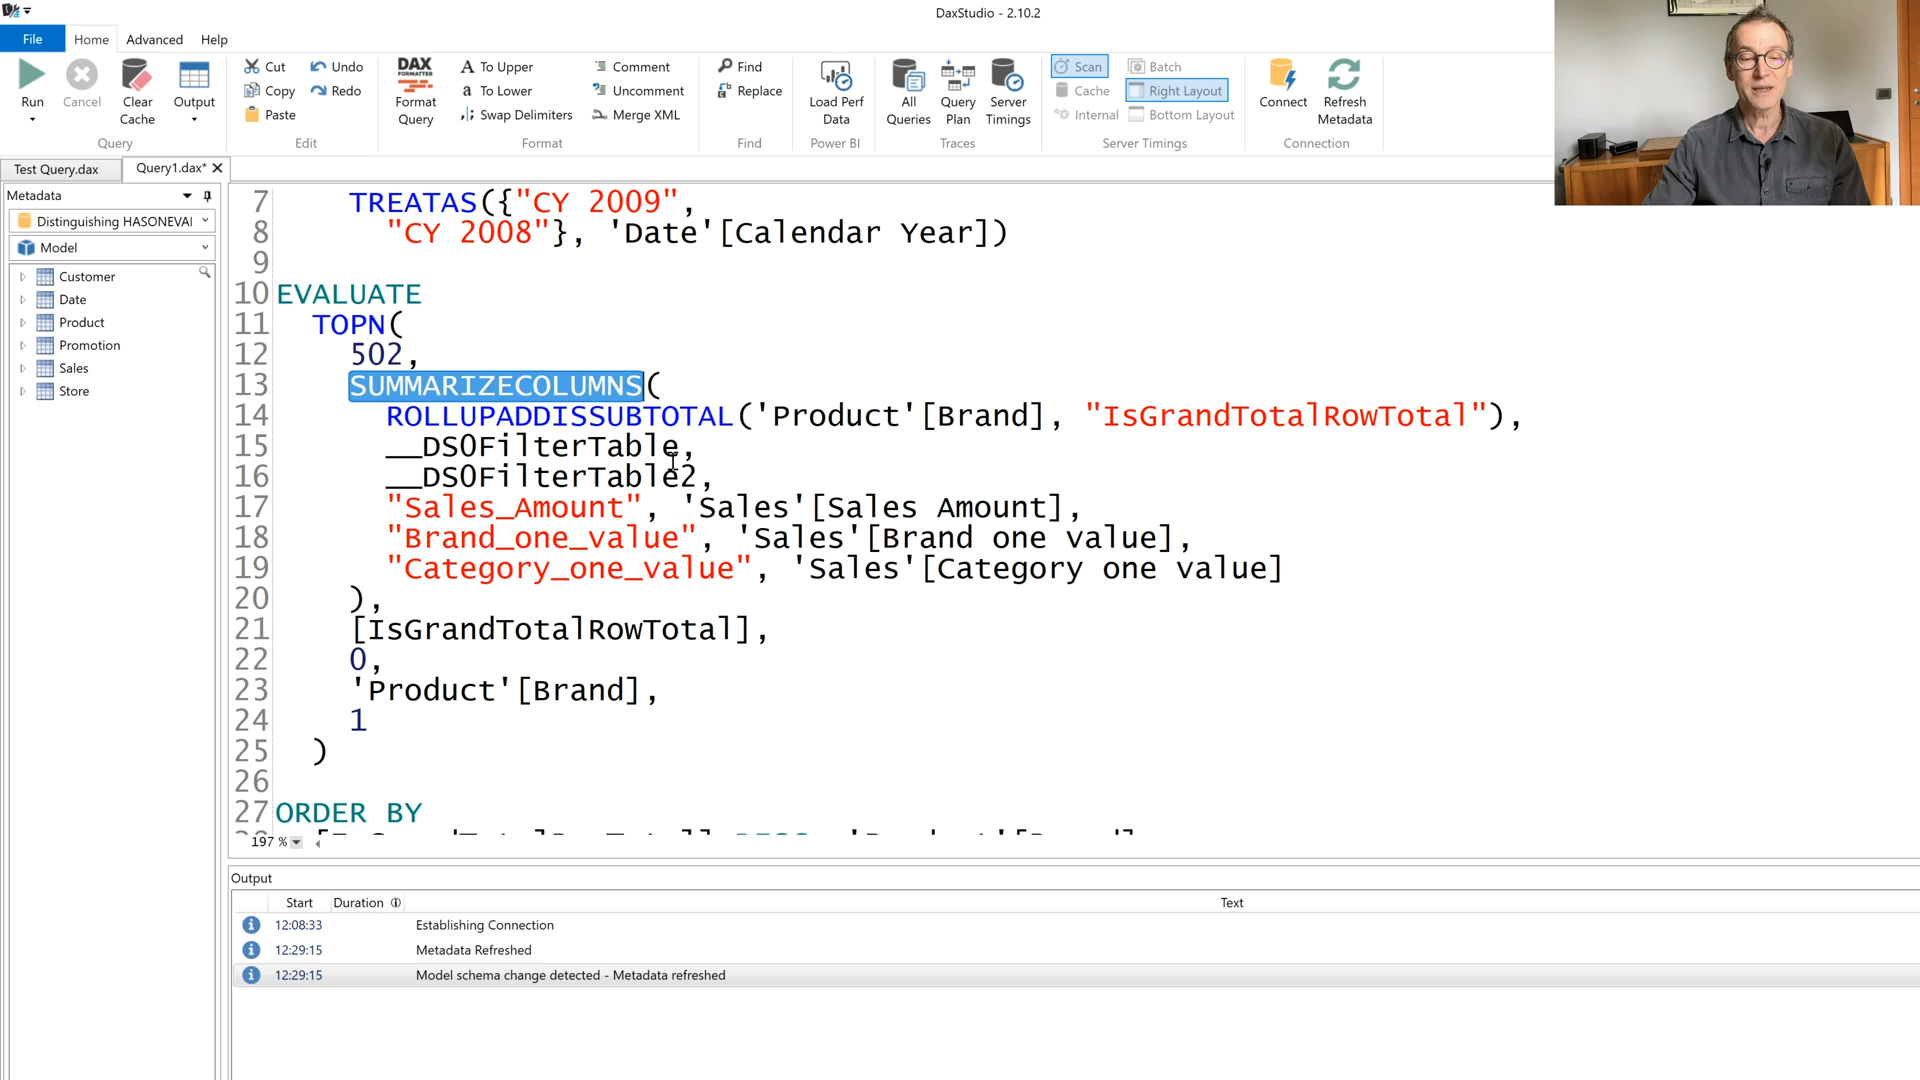 DaxStudio - 2.10.2
File Home Advanced Help
Run
Cancel
Clear Cache
Output
Query
Cut
Copy
Paste
Undo
Redo
Edit
DAX FORMATTER
Format Query
To Upper
To Lower
Swap Delimiters
Comment
Uncomment
Merge XML
Format
Find
Replace
Find
Load Perf Data
Power BI
All Queries
Query Plan
Server Timings
Traces
Scan
Cache
Internal
Batch
Right Layout
Bottom Layout
Server Timings
Connect
Refresh Metadata
Connection
Test Query.dax
Query1.dax*
Metadata
Distinguishing HASONEVAL
Model
Customer
Date
Product
Promotion
Sales
Store
7 TREATAS({"CY 2009",
8 "CY 2008"}, 'Date'[Calendar Year])
9
10 EVALUATE
11 TOPN(
12 502,
13 SUMMARIZECOLUMNS(
14 ROLLUPADDISSUBTOTAL('Product'[Brand], "IsGrandTotalRowTotal"),
15 __DS0FilterTable,
16 __DS0FilterTable2,
17 "Sales_Amount", 'Sales'[Sales Amount],
18 "Brand_one_value", 'Sales'[Brand one value],
19 "Category_one_value", 'Sales'[Category one value]
20 ),
21 [IsGrandTotalRowTotal],
22 0,
23 'Product'[Brand],
24 1
25 )
26
27 ORDER BY
197 %
Output
Start Duration Text
12:08:33 Establishing Connection
12:29:15 Metadata Refreshed
12:29:15 Model schema change detected - Metadata refreshed